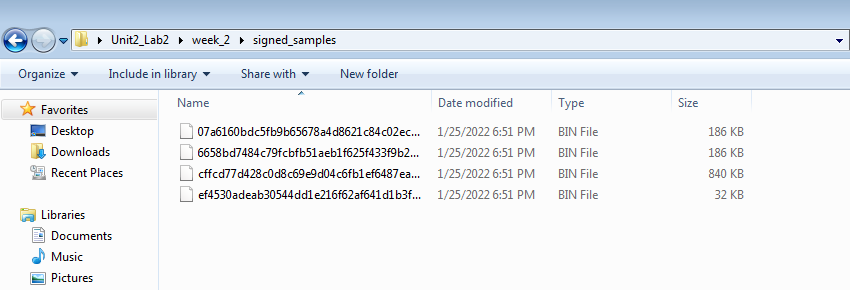 Unit2_Lab2 week_2 signed_samples
Organize Include in library Share with New folder
Favorites
Desktop
Downloads
Recent Places
Libraries
Documents
Music
Pictures
Name Date modified Type Size
07a6160bdc5fb9b65678a4d8621c84c02ec... 1/25/2022 6:51 PM BIN File 186 KB
6658bd7484c79fcbfb51aeb1f625f433f9b2... 1/25/2022 6:51 PM BIN File 186 KB
cffcd77d428c0d8c69e9d04c6fb1ef6487ea... 1/25/2022 6:51 PM BIN File 840 KB
ef4530adeab30544dd1e216f62af641d1b3f... 1/25/2022 6:51 PM BIN File 32 KB